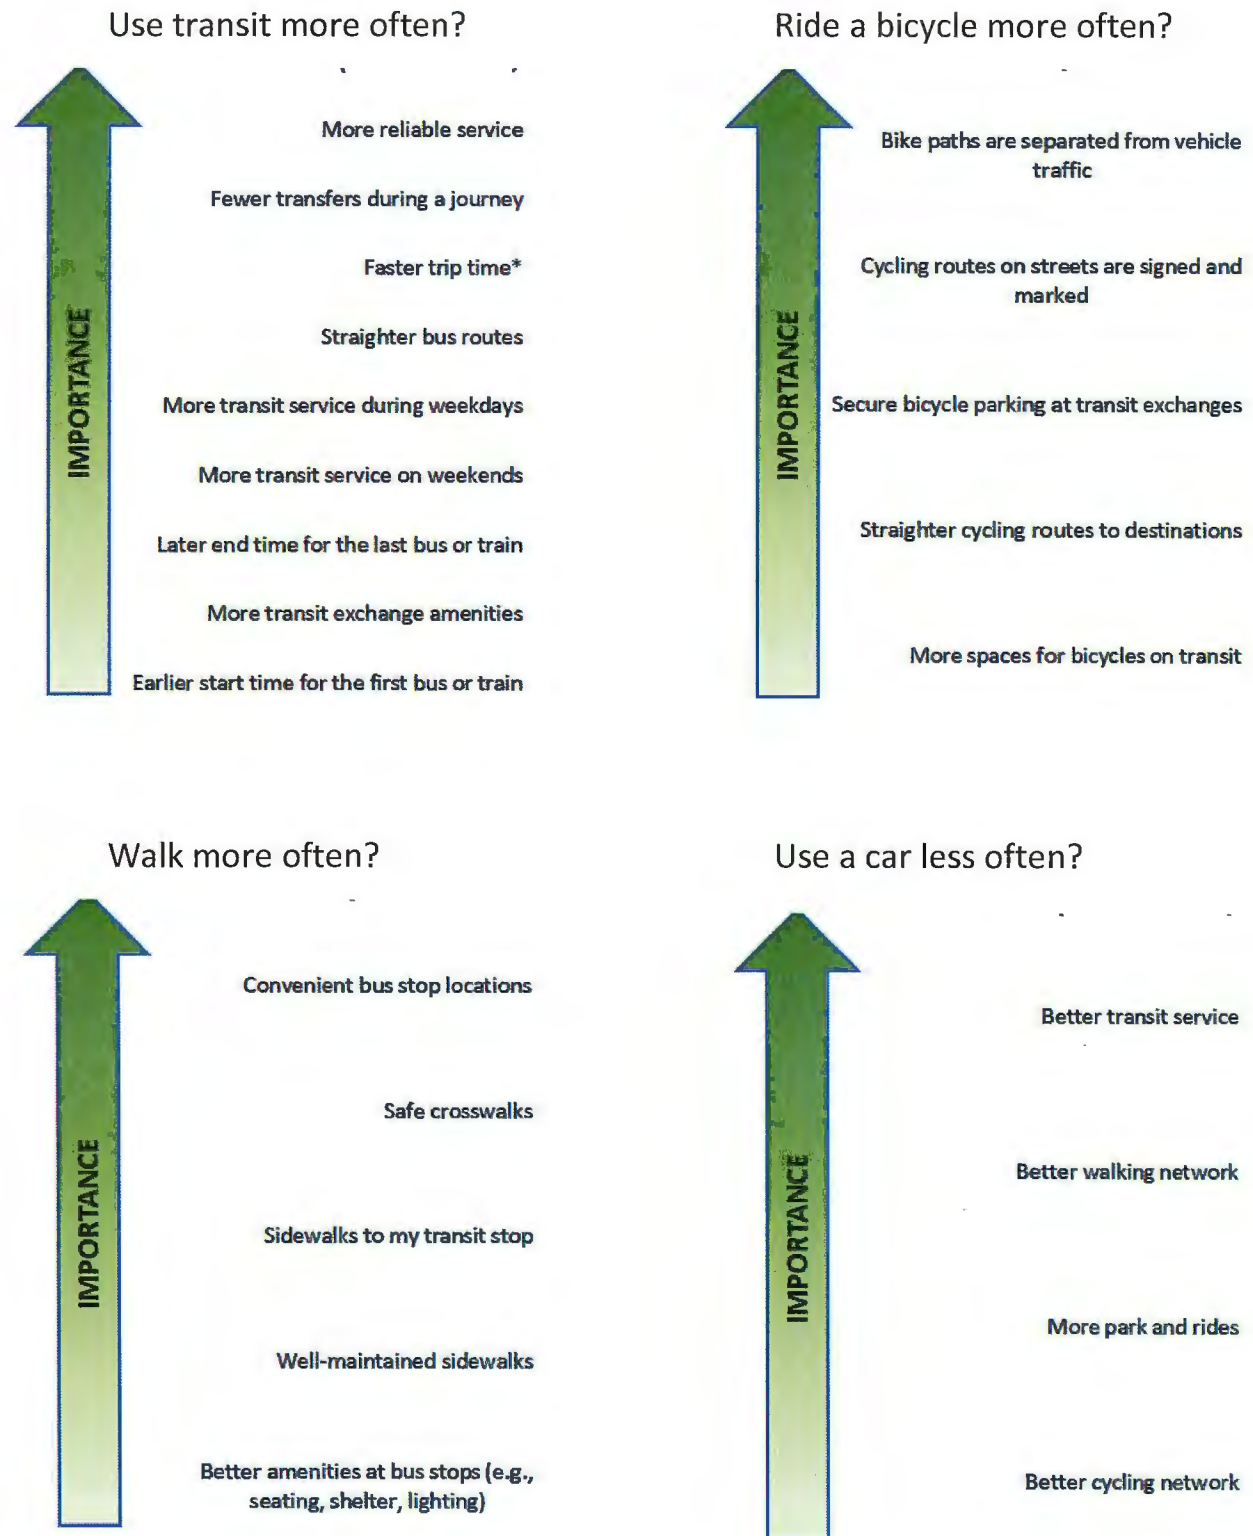 Use transit more often?
IMPORTANCE
More reliable service
Fewer transfers during a journey
Faster trip time*
Straighter bus routes
More transit service during weekdays
More transit service on weekends
Later end time for the last bus or train
More transit exchange amenities
Earlier start time for the first bus or train
Ride a bicycle more often?
IMPORTANCE
Bike paths are separated from vehicle
traffic
Cycling routes on streets are signed and
marked
Secure bicycle parking at transit exchanges
Straighter cycling routes to destinations
More spaces for bicycles on transit
Walk more often?
IMPORTANCE
Convenient bus stop locations
Safe crosswalks
Sidewalks to my transit stop
Well-maintained sidewalks
Better amenities at bus stops (e.g.,
seating, shelter, lighting)
Use a car less often?
IMPORTANCE
Better transit service
Better walking network
More park and rides
Better cycling network